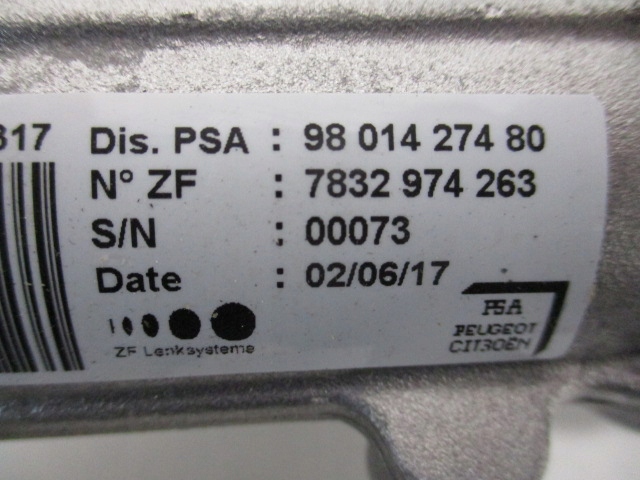 317
Dis. PSA : 98 014 274 80
N° ZF : 7832 974 263
S/N : 00073
Date : 02/06/17
ZF Lenksysteme
PSA
PEUGEOT
CITROËN